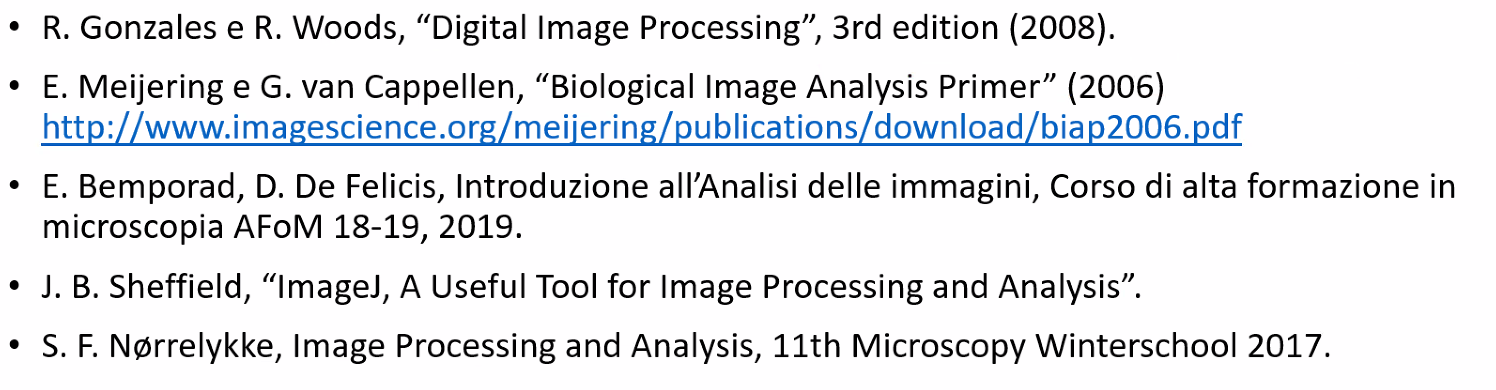 • R. Gonzales e R. Woods, “Digital Image Processing”, 3rd edition (2008).
• E. Meijering e G. van Cappellen, “Biological Image Analysis Primer” (2006)
http://www.imagescience.org/meijering/publications/download/biap2006.pdf
• E. Bemporad, D. De Felicis, Introduzione all’Analisi delle immagini, Corso di alta formazione in
microscopia AFoM 18-19, 2019.
• J. B. Sheffield, “ImageJ, A Useful Tool for Image Processing and Analysis”.
• S. F. Nørrelykke, Image Processing and Analysis, 11th Microscopy Winterschool 2017.